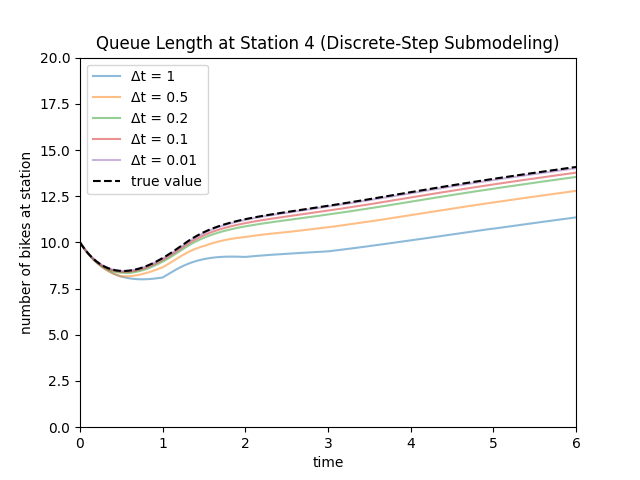 Queue Length at Station 4 (Discrete-Step Submodeling)
20.0
17.5
15.0
12.5
10.0
7.5
5.0
2.5
0.0
number of bikes at station
Δt = 1
Δt = 0.5
Δt = 0.2
Δt = 0.1
Δt = 0.01
true value
0 1 2 3 4 5 6
time